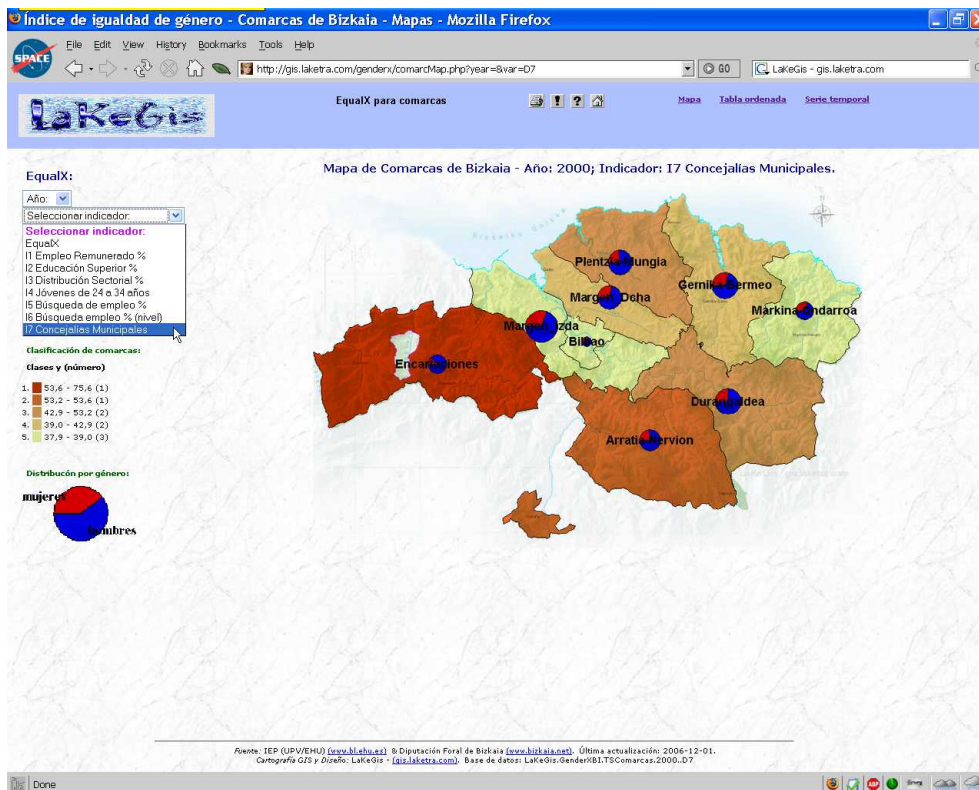 Índice de igualdad de género - Comarcas de Bizkaia - Mapas - Mozilla Firefox
File Edit View History Bookmarks Tools Help
SPACE
http://gis.laketra.com/genderx/comarcMap.php?year=&var=D7
GO
LaKeGis - gis.laketra.com
LaKeGis
EqualX para comarcas
Mapa Tabla ordenada Serie temporal
EqualX:
Mapa de Comarcas de Bizkaia - Año: 2000; Indicador: I7 Concejalías Municipales.
Año:
Seleccionar indicador:
Seleccionar indicador:
EqualX
I1 Empleo Remunerado %
I2 Educación Superior %
I3 Distribución Sectorial %
I4 Jóvenes de 24 a 34 años
I5 Búsqueda de empleo %
I6 Búsqueda empleo % (nivel)
I7 Concejalías Municipales
Clasificación de comarcas:
Clases y (número)
1. 53,6 - 75,6 (1)
2. 53,2 - 53,6 (1)
3. 42,9 - 53,2 (2)
4. 39,0 - 42,9 (2)
5. 37,9 - 39,0 (3)
Distribucón por género:
mujeres
hombres
N
Plentzia Mungia
Margen Dcha
Gernika Bermeo
Markina Ondarroa
Margen Izda
Bilbao
Encartaciones
Durangaldea
Arratia Nervion
Fuente: IEP (UPV/EHU) (www.bl.ehu.es) & Diputación Foral de Bizkaia (www.bizkaia.net). Última actualización: 2006-12-01.
Cartografía GIS y Diseño: LaKeGis - (gis.laketra.com). Base de datos: LaKeGis.GenderXBI.TSComarcas.2000..D7
Done
ABP